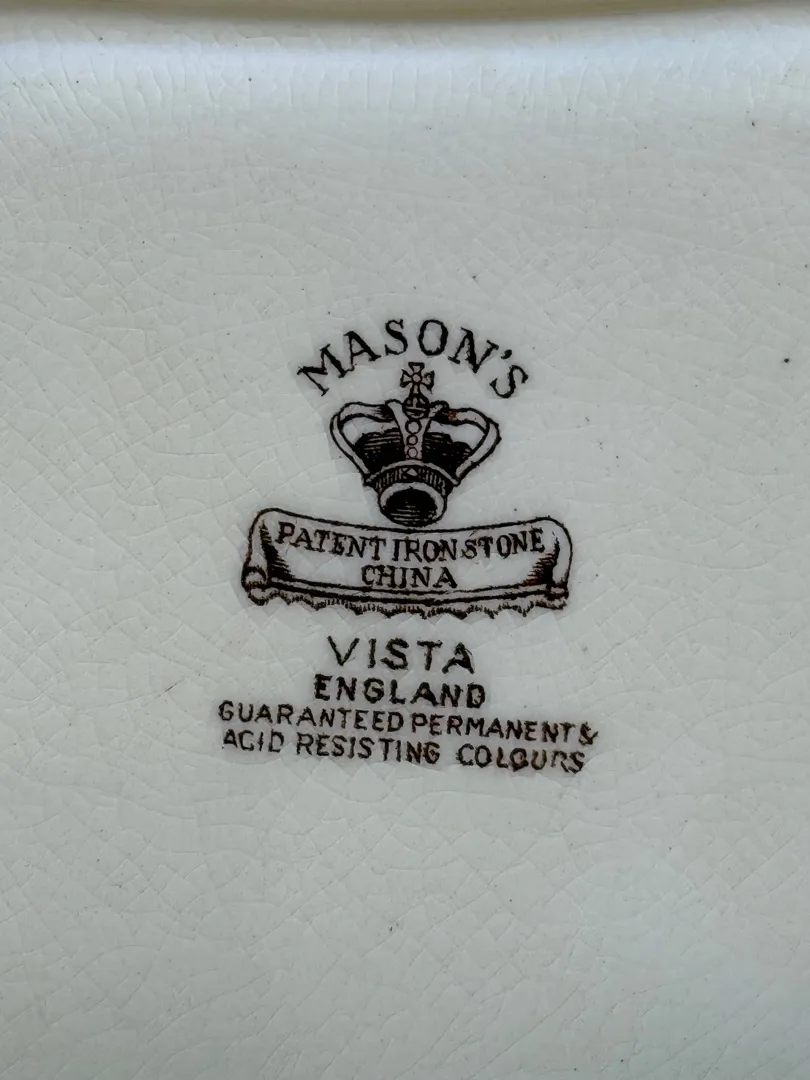 MASON'S
PATENT IRONSTONE
CHINA
VISTA
ENGLAND
GUARANTEED PERMANENT &
ACID RESISTING COLOURS